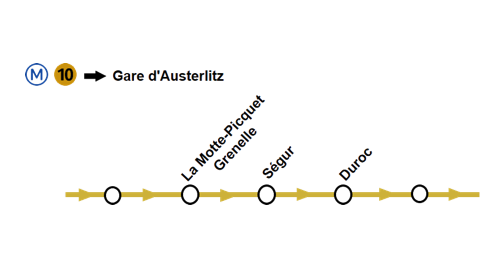 M 10 Gare d'Austerlitz
La Motte-Picquet
Grenelle
Ségur
Duroc